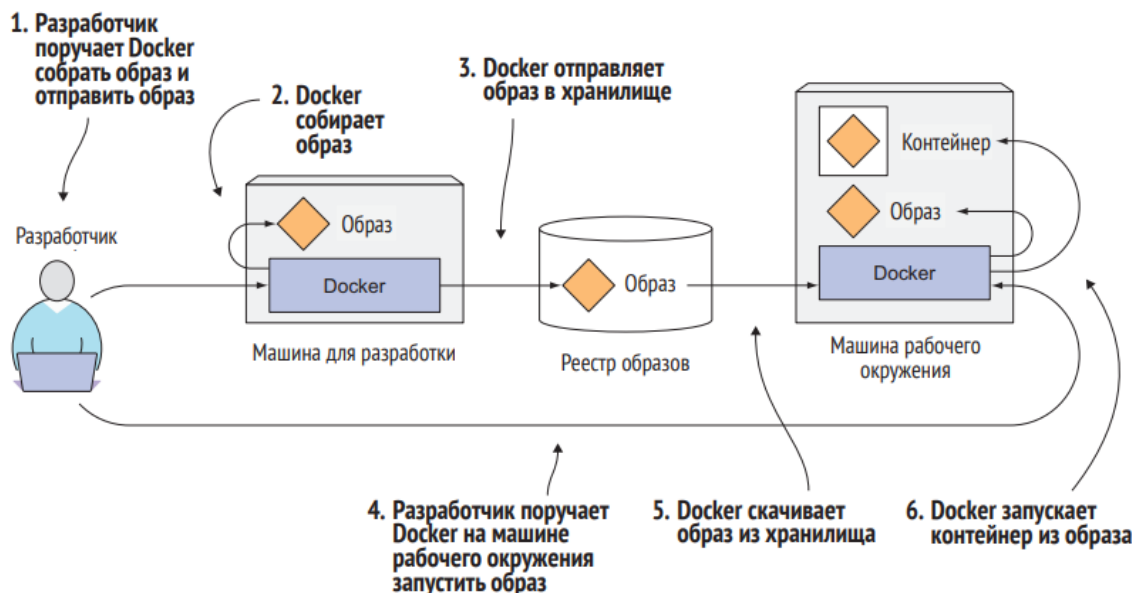 1. Разработчик
поручает Docker
собрать образ и
отправить образ
2. Docker
собирает
образ
3. Docker отправляет
образ в хранилище
Контейнер
Образ
Docker
Машина рабочего
окружения
Разработчик
Образ
Docker
Машина для разработки
Образ
Реестр образов
4. Разработчик поручает
Docker на машине
рабочего окружения
запустить образ
5. Docker скачивает
образ из хранилища
6. Docker запускает
контейнер из образа